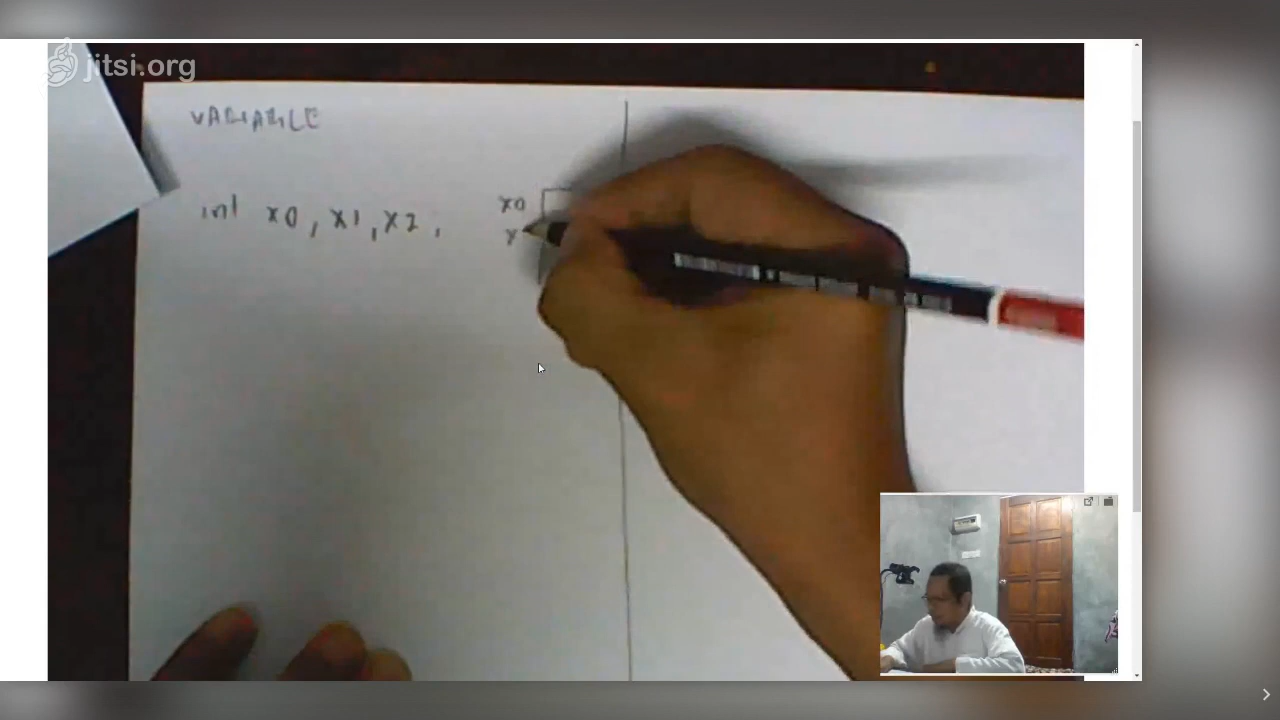 jitsi.org
VARIABLE
int x0, x1, x2;
x0
x